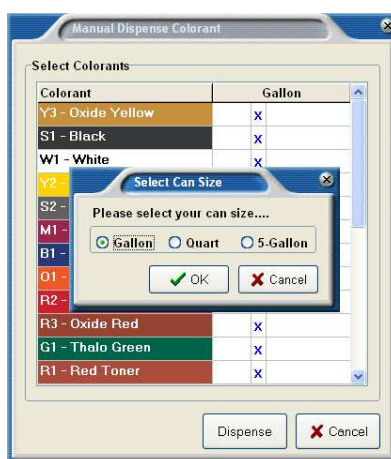 Manual Dispense Colorant
Select Colorants
Colorant Gallon
Y3 - Oxide Yellow X
S1 - Black X
W1 - White X
Y2 -
S2 -
M1 -
B1 -
O1 -
R2 -
R3 - Oxide Red X
G1 - Thalo Green X
R1 - Red Toner X
Select Can Size
Please select your can size....
Gallon Quart 5-Gallon
OK Cancel
Dispense Cancel